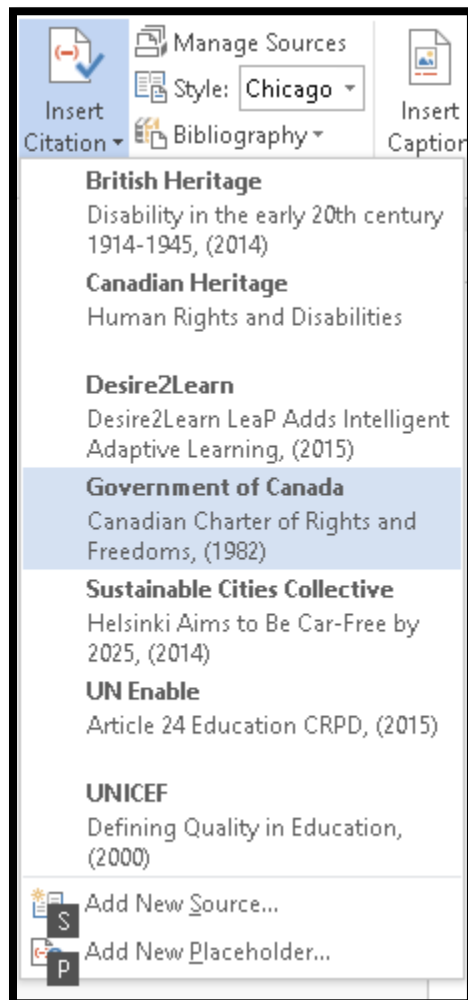 Insert
Citation
Manage Sources
Style: Chicago
Bibliography
Insert
Caption
British Heritage
Disability in the early 20th century
1914-1945, (2014)
Canadian Heritage
Human Rights and Disabilities
Desire2Learn
Desire2Learn LeaP Adds Intelligent
Adaptive Learning, (2015)
Government of Canada
Canadian Charter of Rights and
Freedoms, (1982)
Sustainable Cities Collective
Helsinki Aims to Be Car-Free by
2025, (2014)
UN Enable
Article 24 Education CRPD, (2015)
UNICEF
Defining Quality in Education,
(2000)
Add New Source...
S
Add New Placeholder...
P